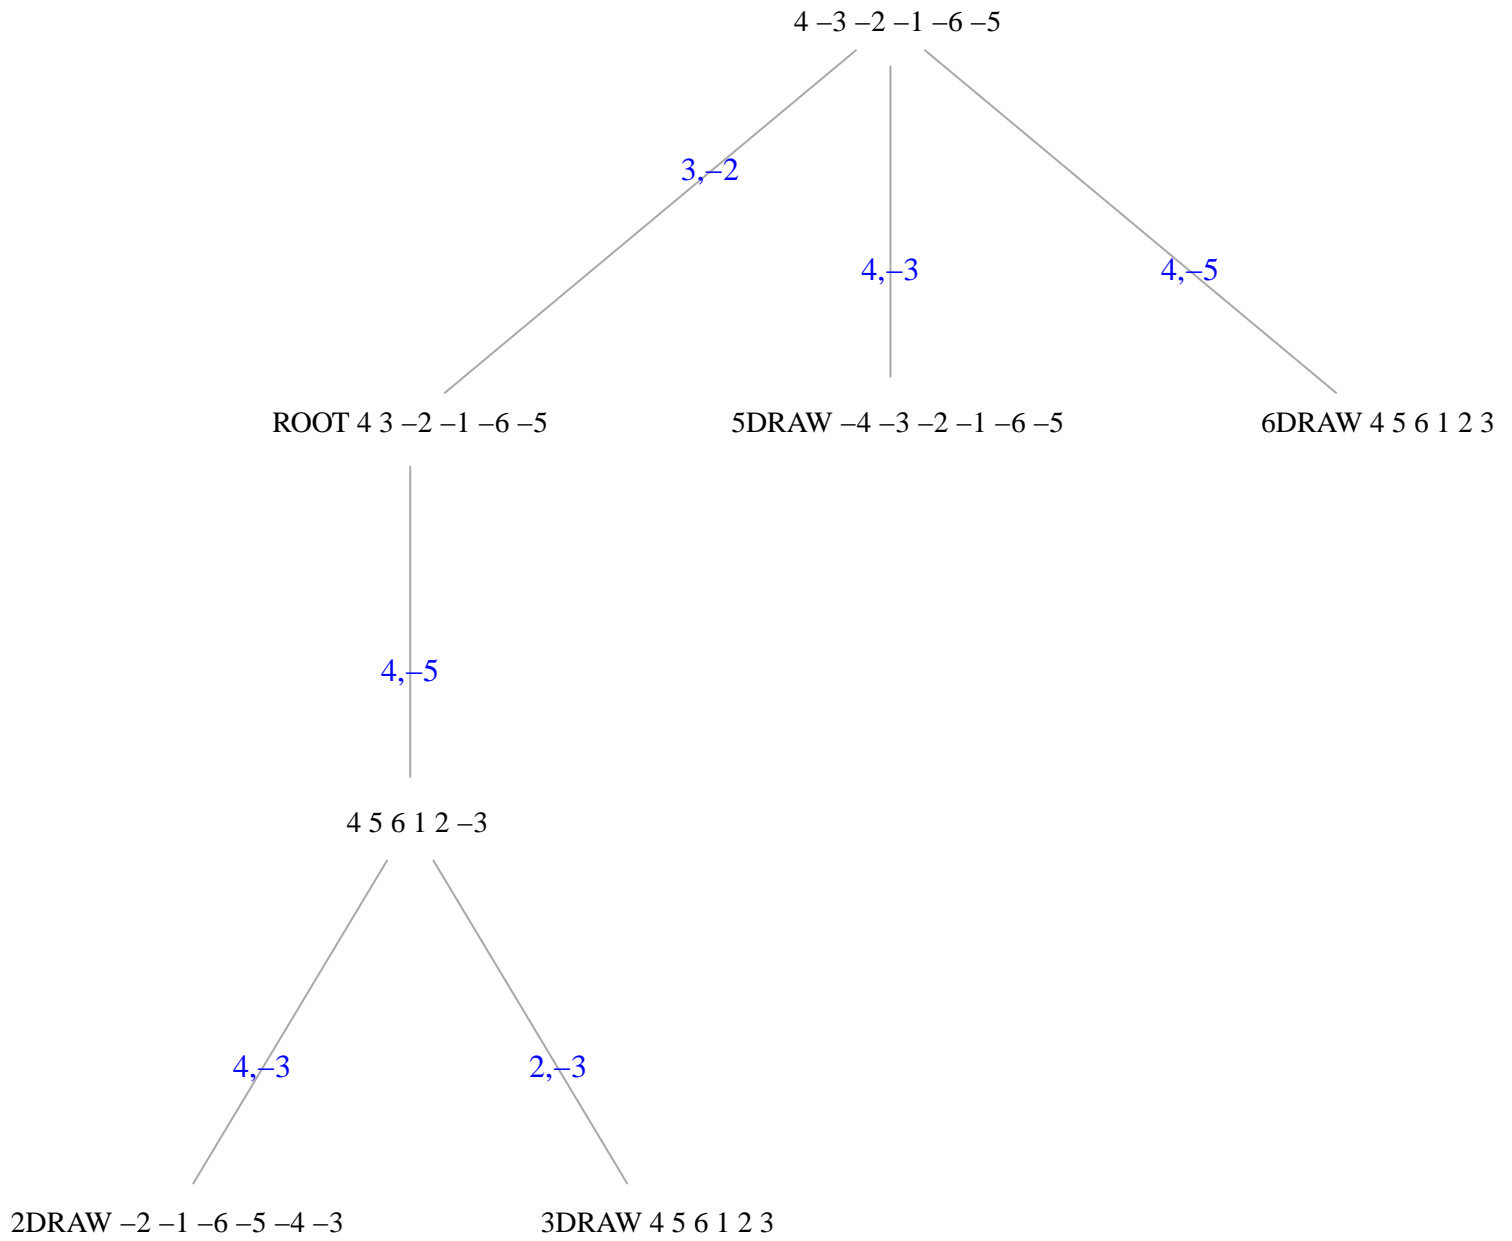 4 –3 –2 –1 –6 –5
3,–2
4,–3
4,–5
ROOT 4 3 –2 –1 –6 –5
5DRAW –4 –3 –2 –1 –6 –5
6DRAW 4 5 6 1 2 3
4,–5
4 5 6 1 2 –3
4,–3
2,–3
2DRAW –2 –1 –6 –5 –4 –3
3DRAW 4 5 6 1 2 3